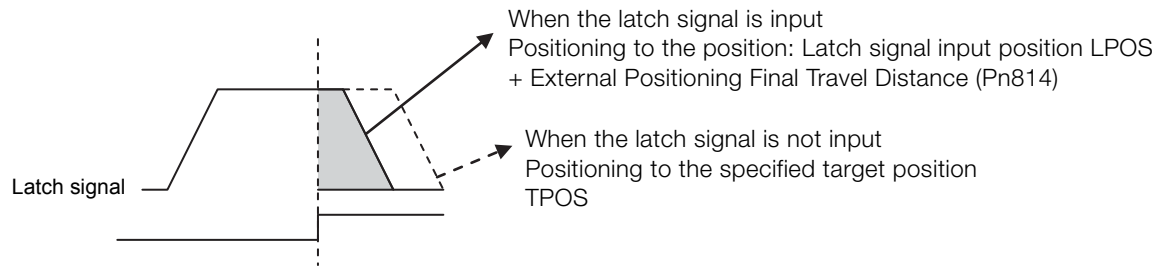 When the latch signal is input
Positioning to the position: Latch signal input position LPOS
+ External Positioning Final Travel Distance (Pn814)
When the latch signal is not input
Positioning to the specified target position
TPOS
Latch signal